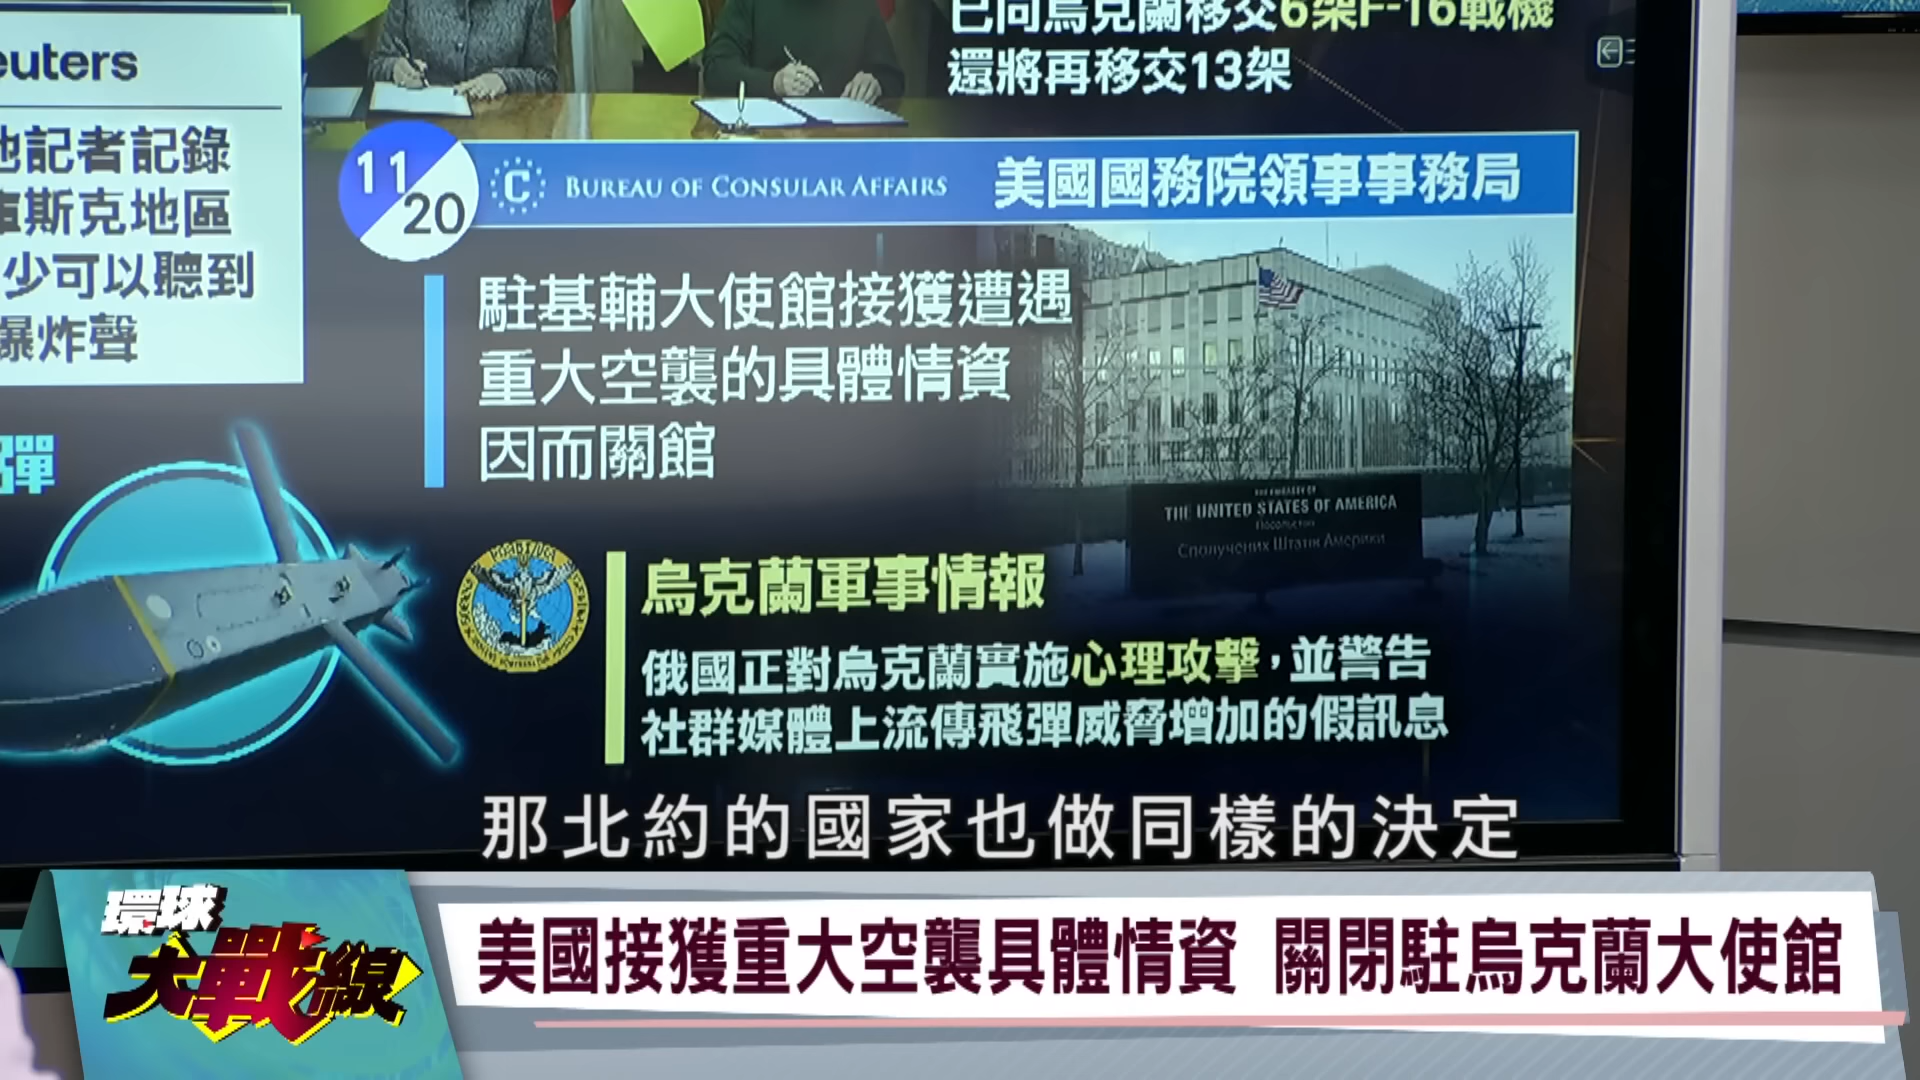 已向烏克蘭移交6架F-16戰機
還將再移交13架
euters
記者記錄
斯克地區
少可以聽到
爆炸聲
彈
11/20
C BUREAU OF CONSULAR AFFAIRS 美國國務院領事事務局
駐基輔大使館接獲遭遇
重大空襲的具體情資
因而關館
THE EMBASSY OF
THE UNITED STATES OF AMERICA
Посольство
Сполучених Штатів Америки
烏克蘭軍事情報
俄國正對烏克蘭實施心理攻擊，並警告
社群媒體上流傳飛彈威脅增加的假訊息
那北約的國家也做同樣的決定
環球
大戰線
美國接獲重大空襲具體情資 關閉駐烏克蘭大使館